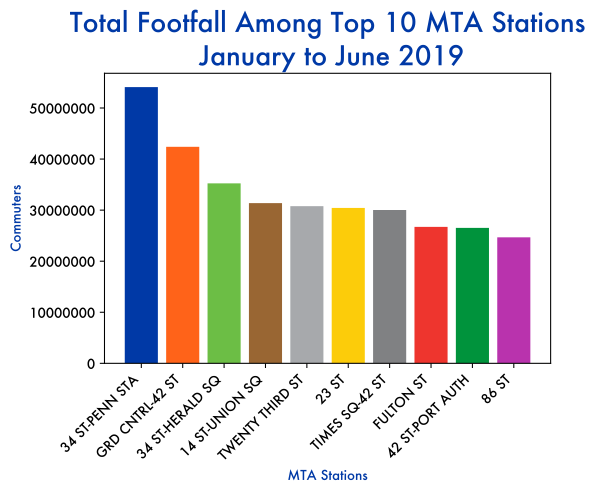 Total Footfall Among Top 10 MTA Stations
January to June 2019
Commuters
50000000
40000000
30000000
20000000
10000000
0
34 ST-PENN STA
GRD CNTRL-42 ST
34 ST-HERALD SQ
14 ST-UNION SQ
TWENTY THIRD ST
23 ST
TIMES SQ-42 ST
FULTON ST
42 ST-PORT AUTH
86 ST
MTA Stations